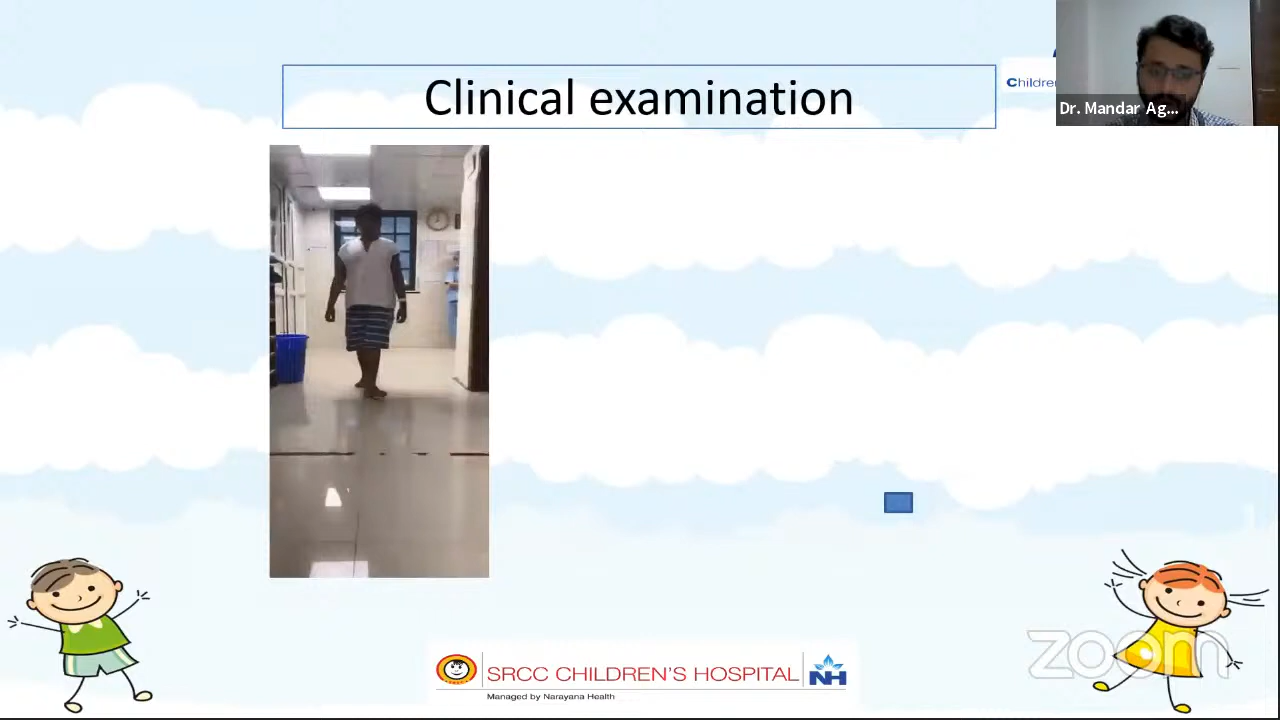 Clinical examination
Childre
Dr. Mandar Ag...
zoom
SRCC CHILDREN'S HOSPITAL
NH
Managed by Narayana Health